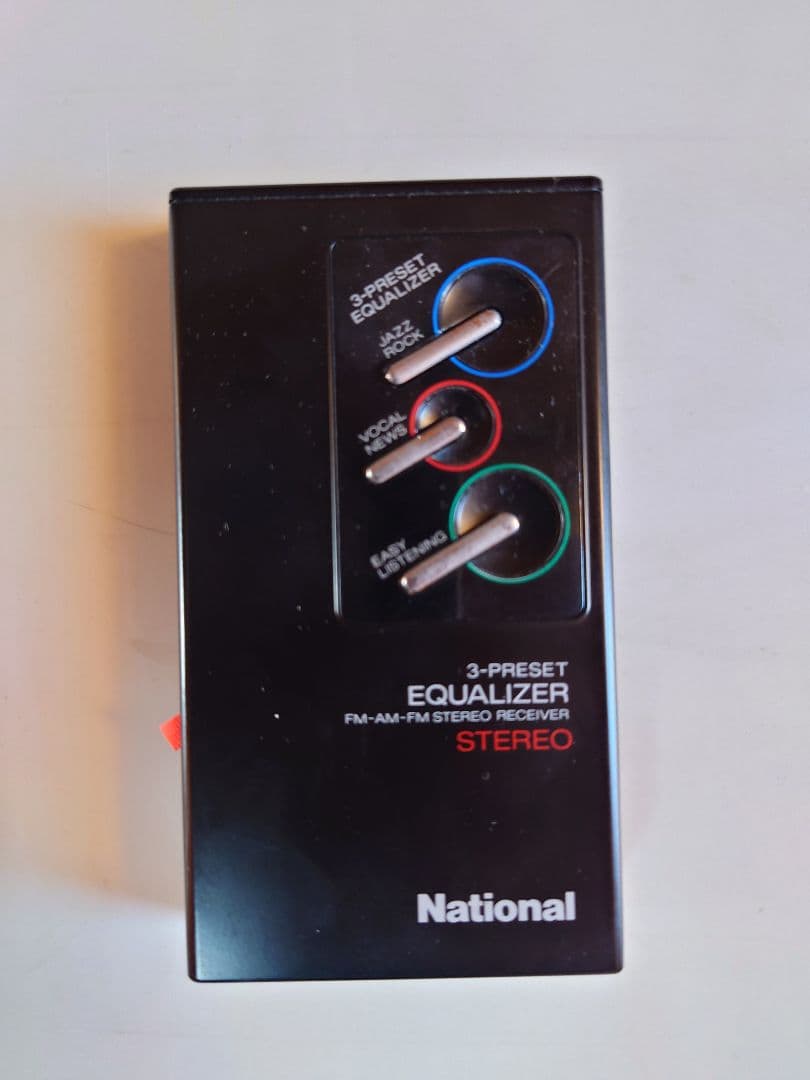 3-PRESET
EQUALIZER
JAZZ
ROCK
VOCAL
NEWS
EASY
LISTENING
3-PRESET
EQUALIZER
FM-AM-FM STEREO RECEIVER
STEREO
National